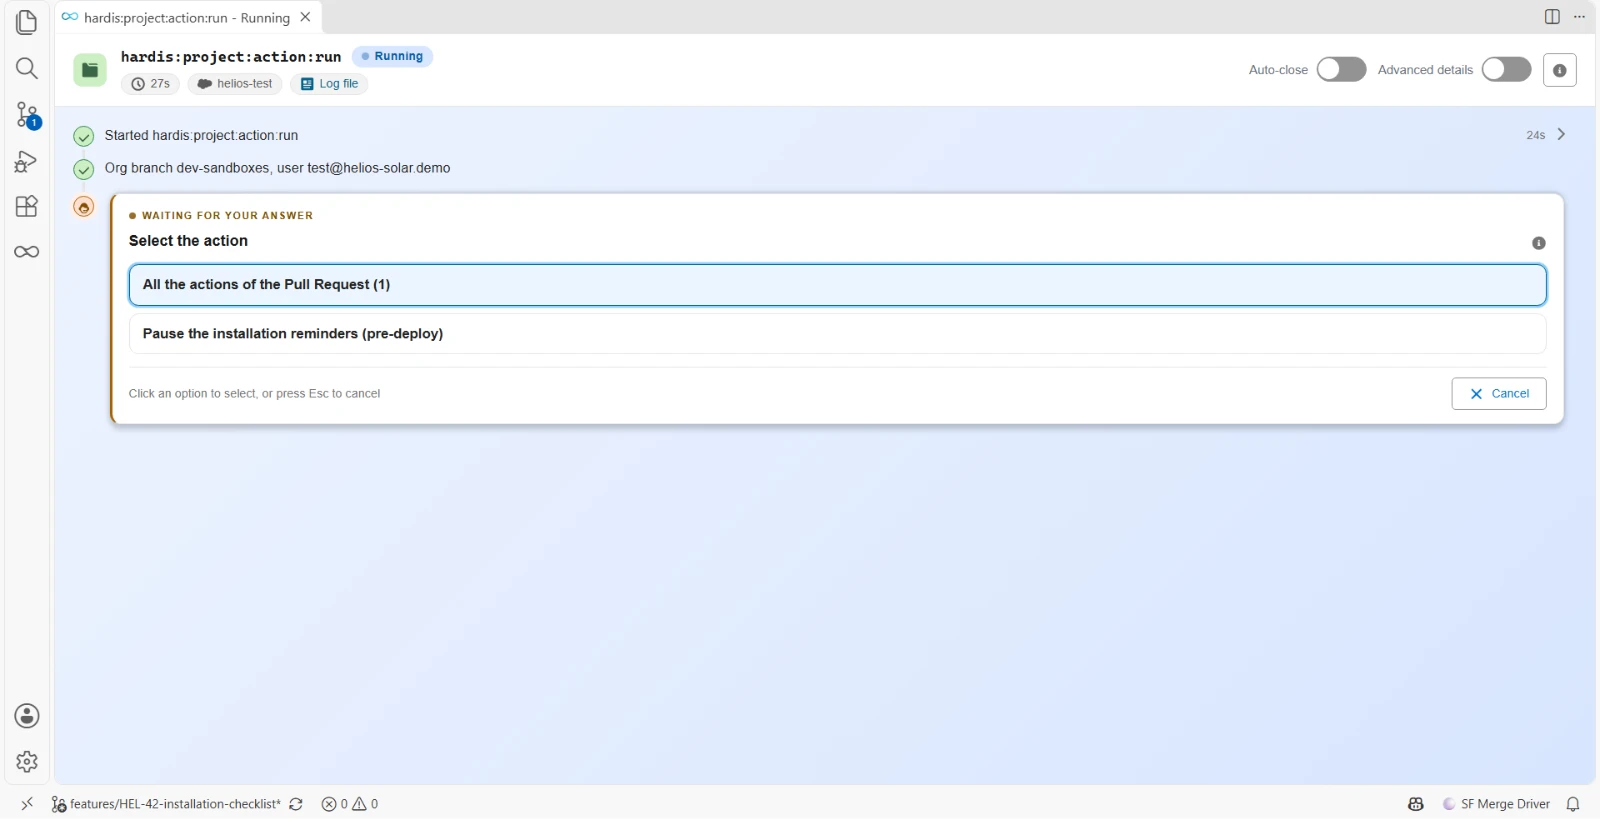 hardis:project:action:run - Running
hardis:project:action:run
Running
27s
helios-test
Log file
Auto-close
Advanced details
1
Started hardis:project:action:run
24s
Org branch dev-sandboxes, user test@helios-solar.demo
WAITING FOR YOUR ANSWER
Select the action
All the actions of the Pull Request (1)
Pause the installation reminders (pre-deploy)
Click an option to select, or press Esc to cancel
Cancel
features/HEL-42-installation-checklist*
0
0
SF Merge Driver